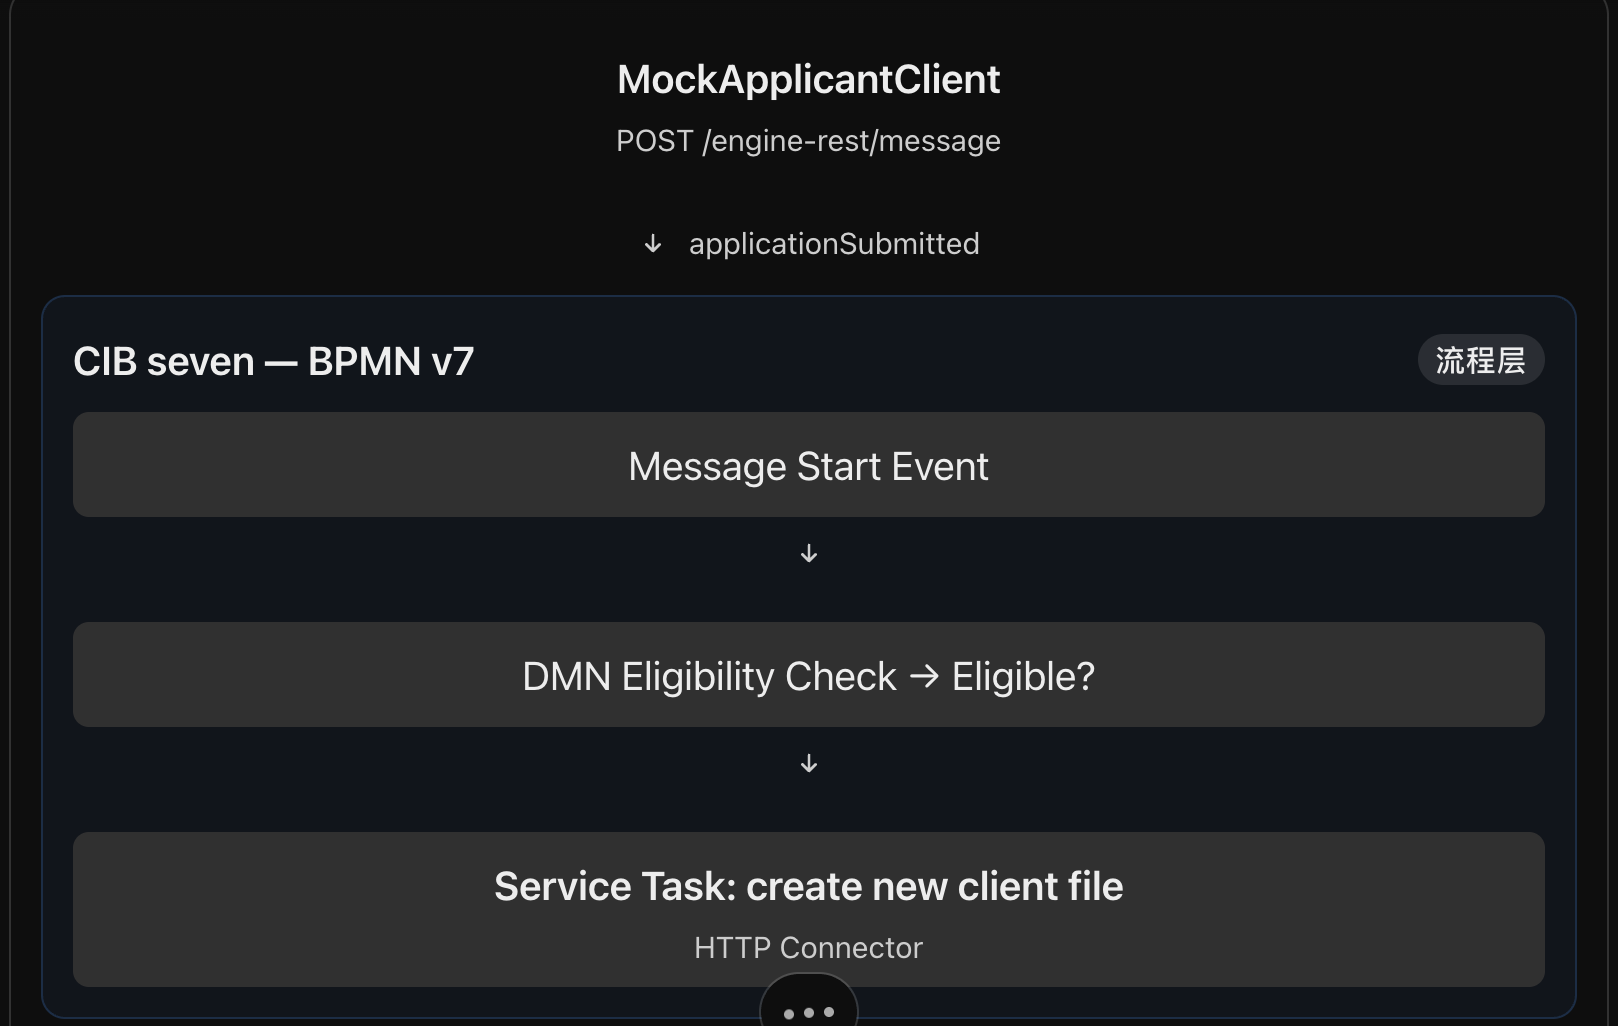 MockApplicantClient
POST /engine-rest/message
↓ applicationSubmitted
CIB seven — BPMN v7
流程层
Message Start Event
↓
DMN Eligibility Check → Eligible?
↓
Service Task: create new client file
HTTP Connector